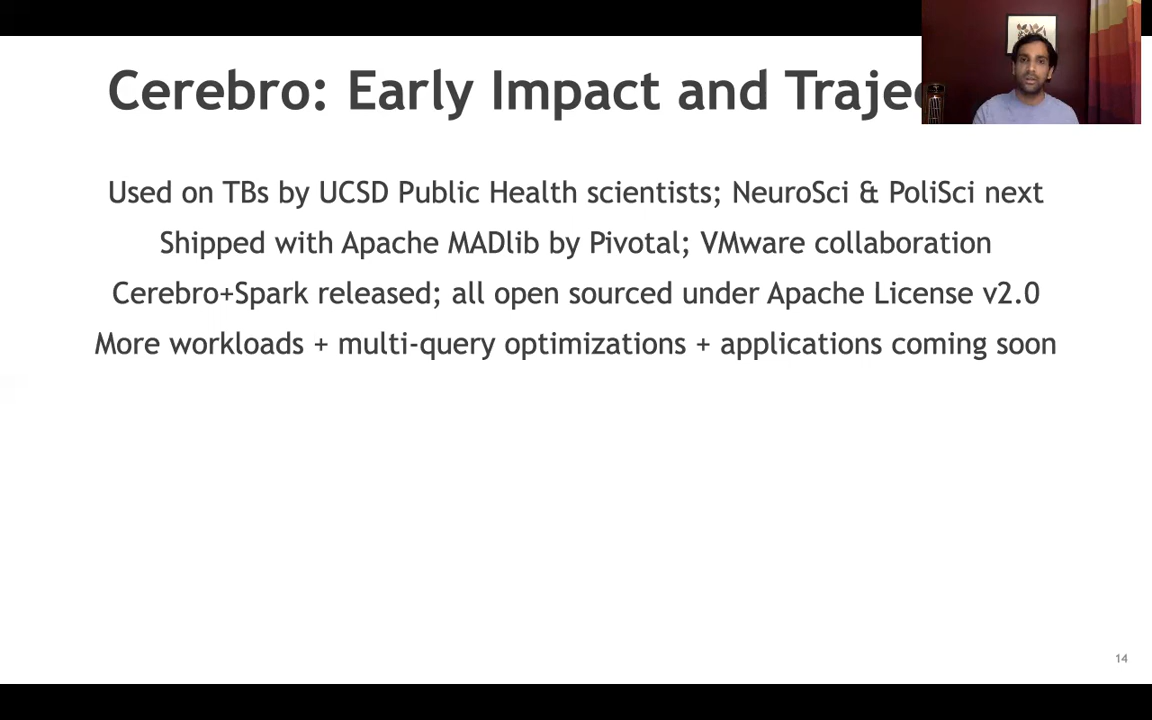 Cerebro: Early Impact and
Used on TBs by UCSD Public Health scientists; NeuroSci & PoliSci next
Shipped with Apache MADlib by Pivotal; VMware collaboration
Cerebro+Spark released; all open sourced under Apache License v2.0
More workloads + multi-query optimizations + applications coming soon
14